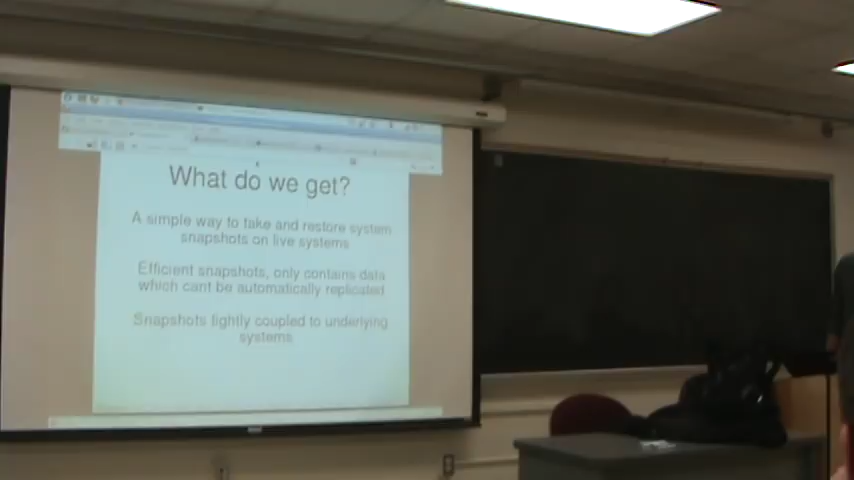 What do we get?
A simple way to take and restore system
snapshots on live systems
Efficient snapshots, only contains data
which cant be automatically replicated
Snapshots lightly coupled to underlying
systems